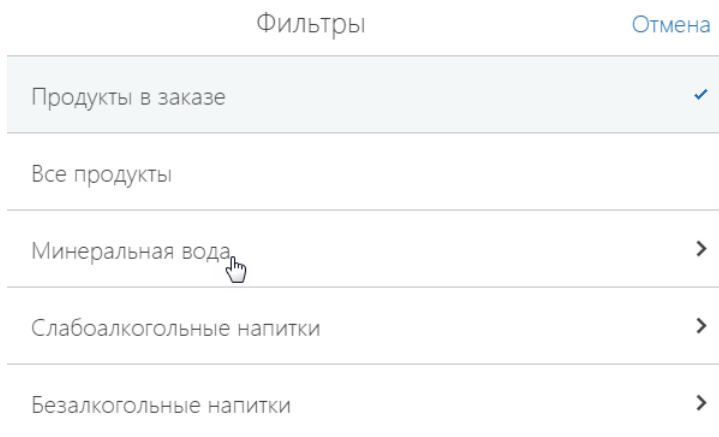 Фильтры Отмена
Продукты в заказе
Все продукты
Минеральная вода
Слабоалкогольные напитки
Безалкогольные напитки